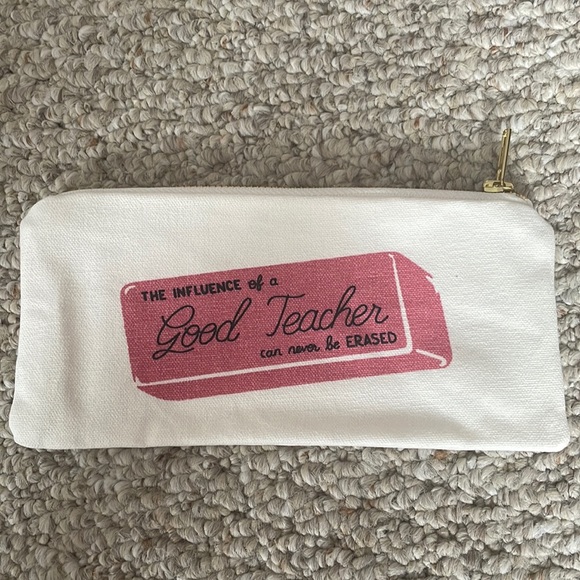 THE INFLUENCE of a
Good Teacher
can never be ERASED